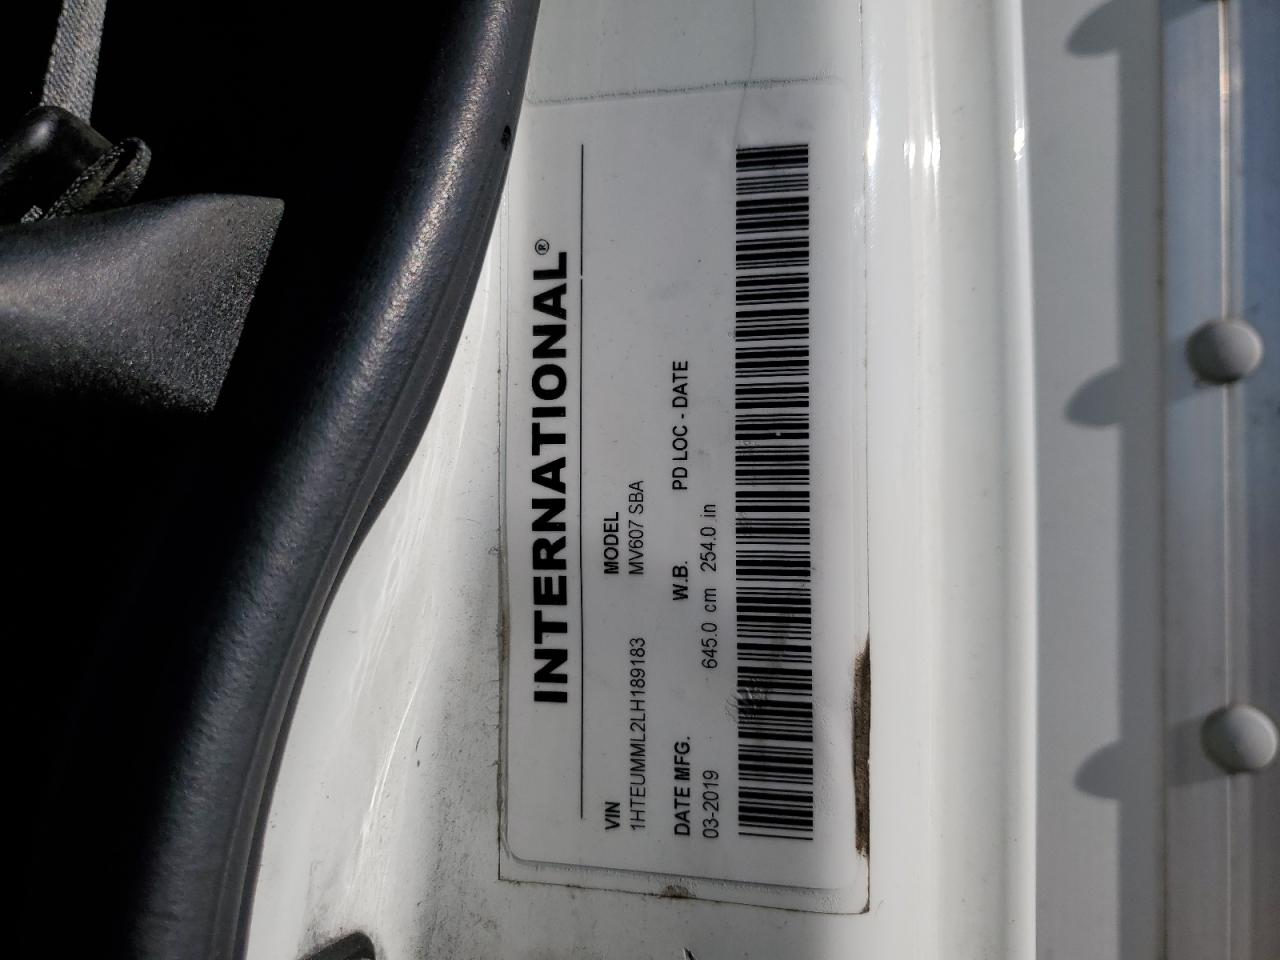 INTERNATIONAL®
VIN MODEL
1HTEUMML2LH189183 MV607 SBA
DATE MFG. W.B. PD LOC - DATE
03-2019 645.0 cm 254.0 in